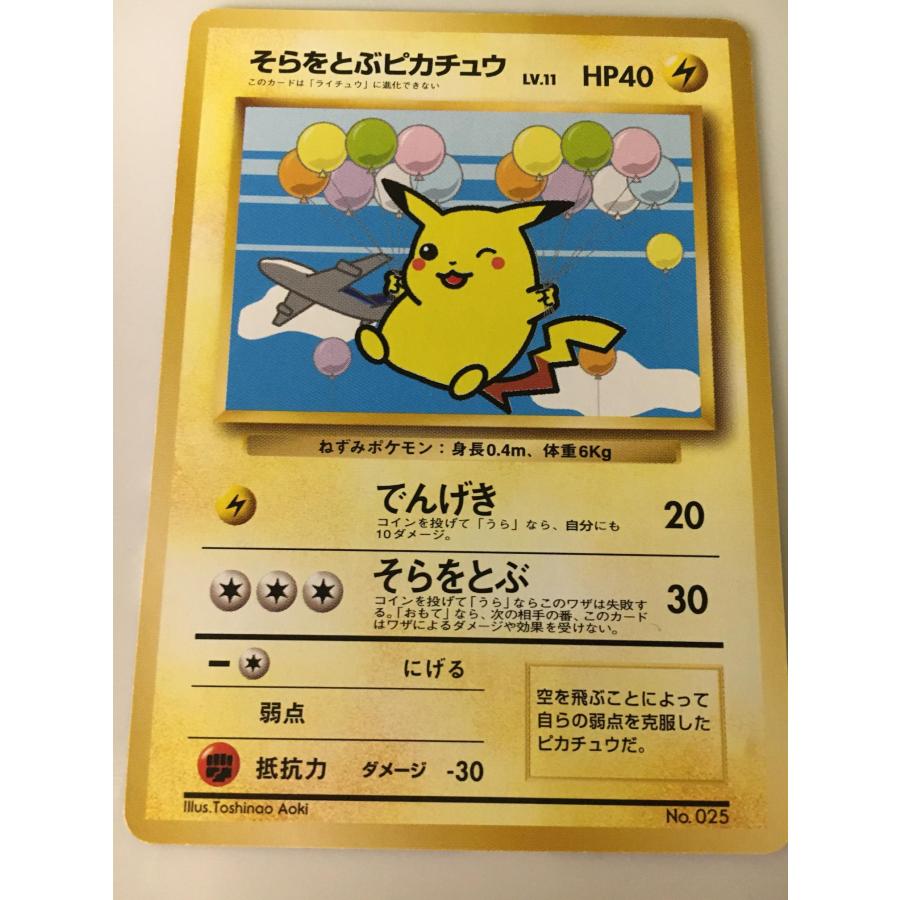 そらをとぶピカチュウ LV.11 HP40
このカードは「ライチュウ」に進化できない
ねずみポケモン：身長0.4m、体重6Kg
でんげき 20
コインを投げて「うら」なら、自分にも
10ダメージ。
そらをとぶ 30
コインを投げて「うら」ならこのワザは失敗す
る。「おもて」なら、次の相手の番、このカード
はワザによるダメージや効果を受けない。
にげる
弱点
抵抗力 ダメージ -30
空を飛ぶことによって
自らの弱点を克服した
ピカチュウだ。
Illus.Toshinao Aoki
No. 025